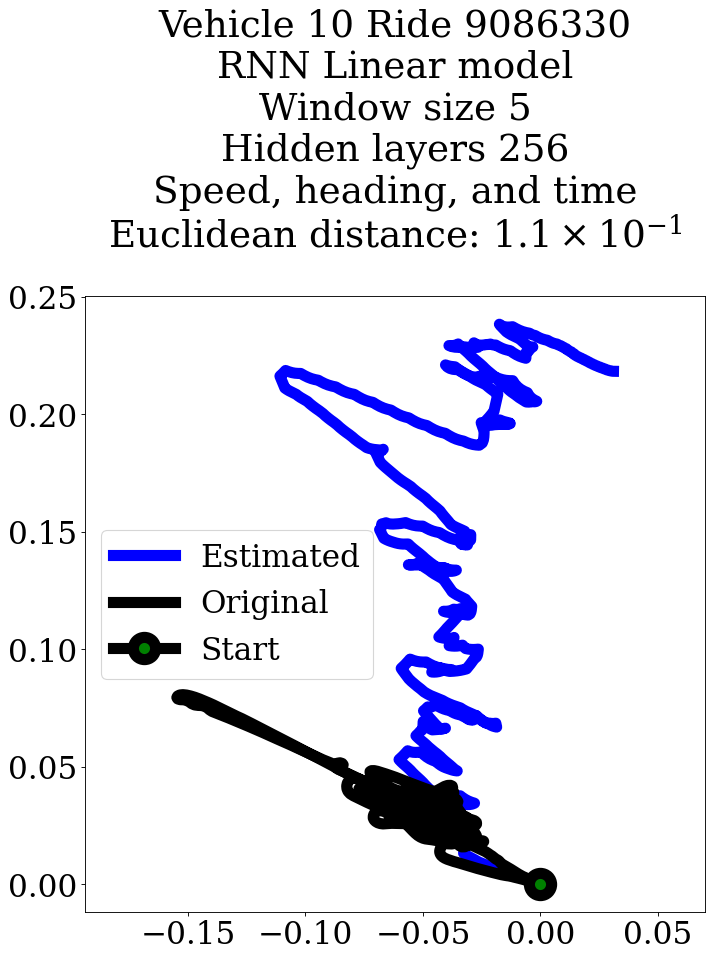 Vehicle 10 Ride 9086330
RNN Linear model
Window size 5
Hidden layers 256
Speed, heading, and time
Euclidean distance: 1.1 × 10⁻¹
0.25
0.20
0.15
0.10
0.05
0.00
Estimated
Original
Start
−0.15 −0.10 −0.05 0.00 0.05